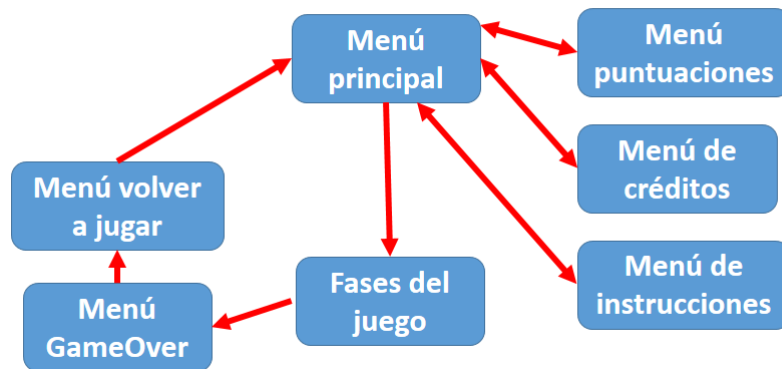 Menú
principal
Menú
puntuaciones
Menú de
créditos
Menú volver
a jugar
Menú de
instrucciones
Fases del
juego
Menú
GameOver